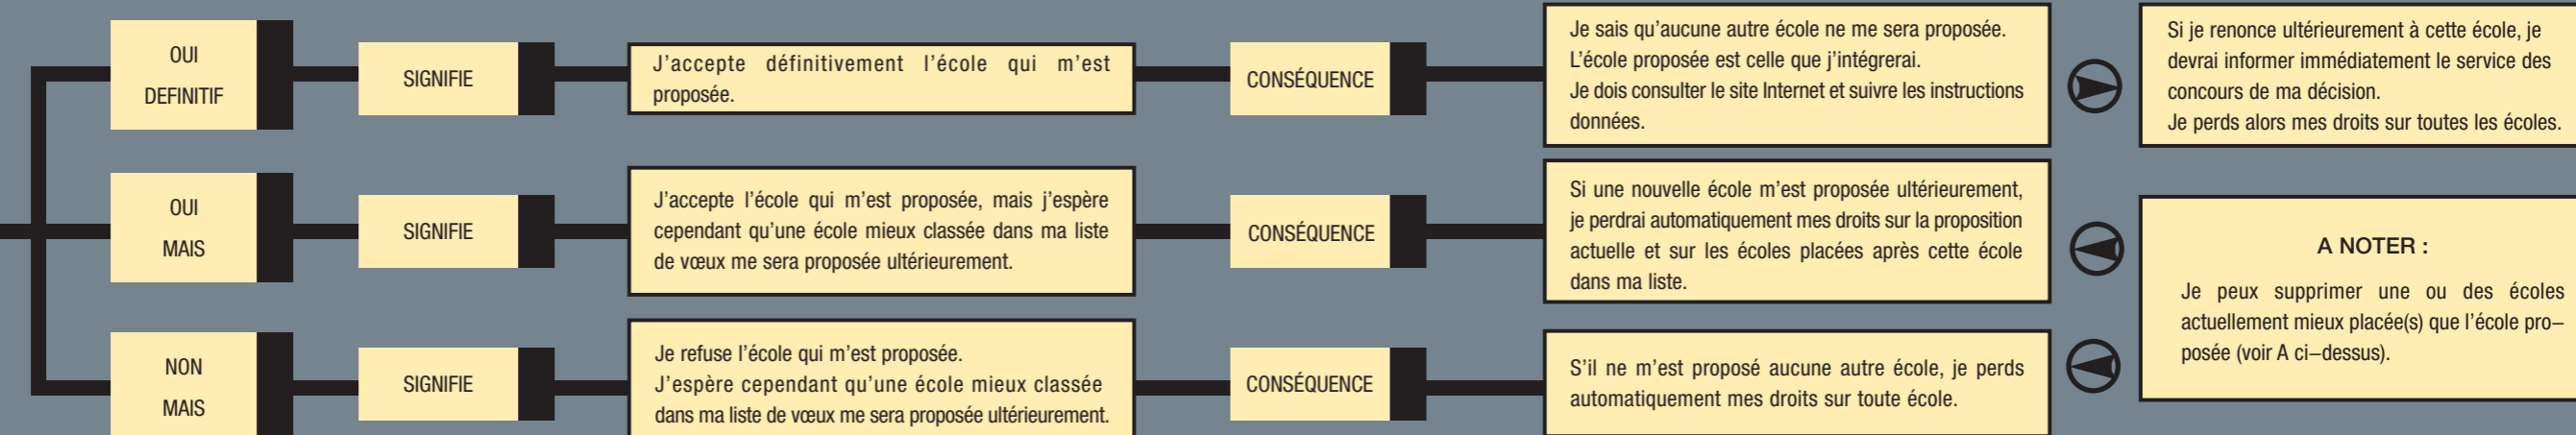 OUI
DEFINITIF
SIGNIFIE
J'accepte définitivement l'école qui m'est
proposée.
CONSÉQUENCE
Je sais qu'aucune autre école ne me sera proposée.
L'école proposée est celle que j'intégrerai.
Je dois consulter le site Internet et suivre les instructions
données.
Si je renonce ultérieurement à cette école, je
devrai informer immédiatement le service des
concours de ma décision.
Je perds alors mes droits sur toutes les écoles.
OUI
MAIS
SIGNIFIE
J'accepte l'école qui m'est proposée, mais j'espère
cependant qu'une école mieux classée dans ma liste
de vœux me sera proposée ultérieurement.
CONSÉQUENCE
Si une nouvelle école m'est proposée ultérieurement,
je perdrai automatiquement mes droits sur la proposition
actuelle et sur les écoles placées après cette école
dans ma liste.
A NOTER :
Je peux supprimer une ou des écoles
actuellement mieux placée(s) que l'école pro–
posée (voir A ci–dessus).
NON
MAIS
SIGNIFIE
Je refuse l'école qui m'est proposée.
J'espère cependant qu'une école mieux classée
dans ma liste de vœux me sera proposée ultérieurement.
CONSÉQUENCE
S'il ne m'est proposé aucune autre école, je perds
automatiquement mes droits sur toute école.